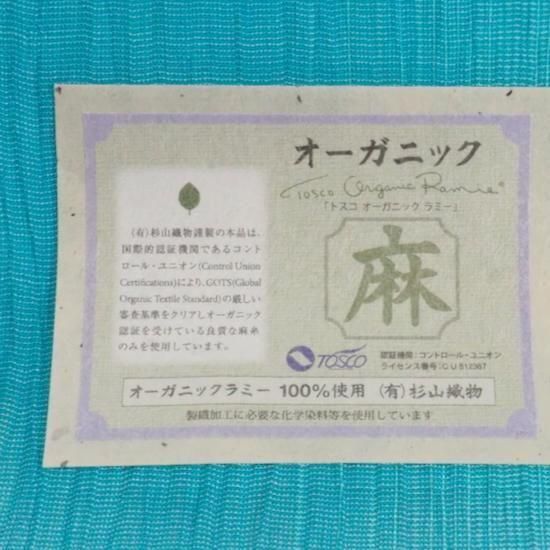 オーガニック
Tosco Organic Ramie®
「トスコ オーガニック ラミー」
麻
(有)杉山織物謹製の本品は、
国際的認証機関であるコント
ロール・ユニオン(Control Union
Certifications)により、GOTS(Global
Organic Textile Standard)の厳しい
審査基準をクリアしオーガニック
認証を受けている良質な麻糸
のみを使用しています。
TOSCO
認証機関:コントロール・ユニオン
ライセンス番号:CU 812367
オーガニックラミー 100%使用 (有)杉山織物
製織加工に必要な化学染料等を使用しています